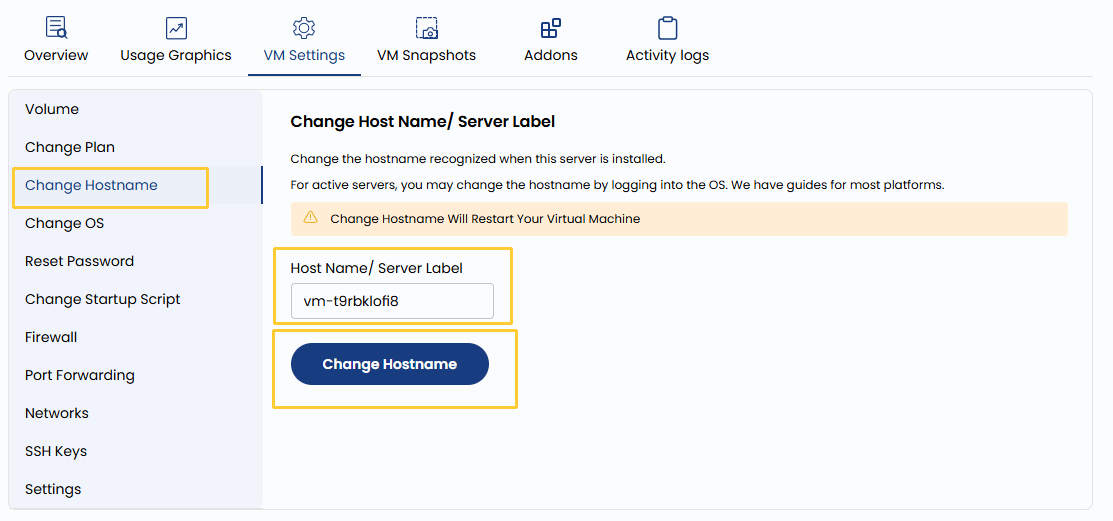 Overview
Usage Graphics
VM Settings
VM Snapshots
Addons
Activity logs
Volume
Change Plan
Change Hostname
Change OS
Reset Password
Change Startup Script
Firewall
Port Forwarding
Networks
SSH Keys
Settings
Change Host Name/ Server Label
Change the hostname recognized when this server is installed.
For active servers, you may change the hostname by logging into the OS. We have guides for most platforms.
Change Hostname Will Restart Your Virtual Machine
Host Name/ Server Label
vm-t9rbklofi8
Change Hostname